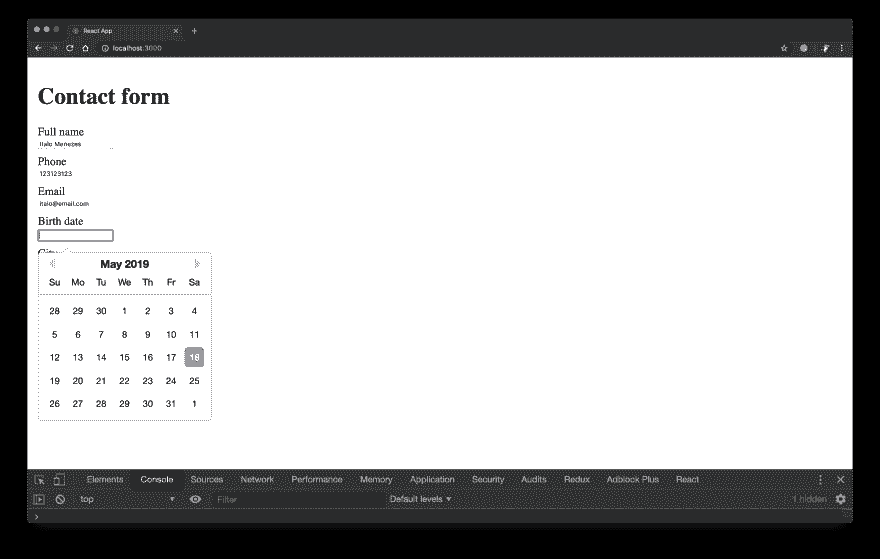 React App
localhost:3000
Contact form
Full name
Italo Menezes
Phone
123123123
Email
italo@email.com
Birth date
City
May 2019
Su Mo Tu We Th Fr Sa
28 29 30 1 2 3 4
5 6 7 8 9 10 11
12 13 14 15 16 17 18
19 20 21 22 23 24 25
26 27 28 29 30 31 1
Elements Console Sources Network Performance Memory Application Security Audits Redux Adblock Plus React
top Filter Default levels 1 hidden